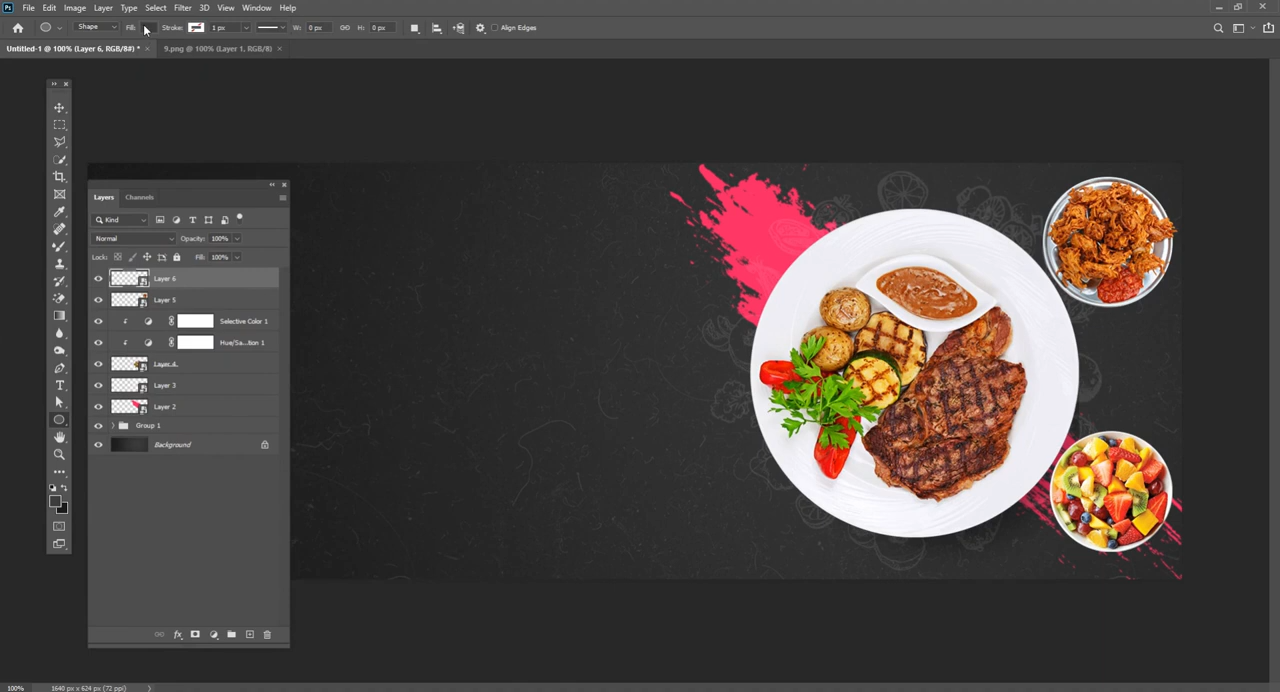 Ps File Edit Image Layer Type Select Filter 3D View Window Help
Shape Fill: Stroke: 1 px W: 0 px H: 0 px Align Edges
Untitled-1 @ 100% (Layer 6, RGB/8#) * × 9.png @ 100% (Layer 1, RGB/8) ×
Layers Channels
Kind
Normal Opacity: 100%
Lock: Fill: 100%
Layer 6
Layer 5
Selective Color 1
Hue/Sa...tion 1
Layer 4
Layer 3
Layer 2
Group 1
Background
fx
100% 1640 px x 624 px (72 ppi)